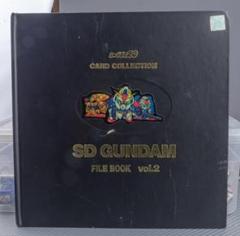 CARD COLLECTION
SD GUNDAM
FILE BOOK vol.2